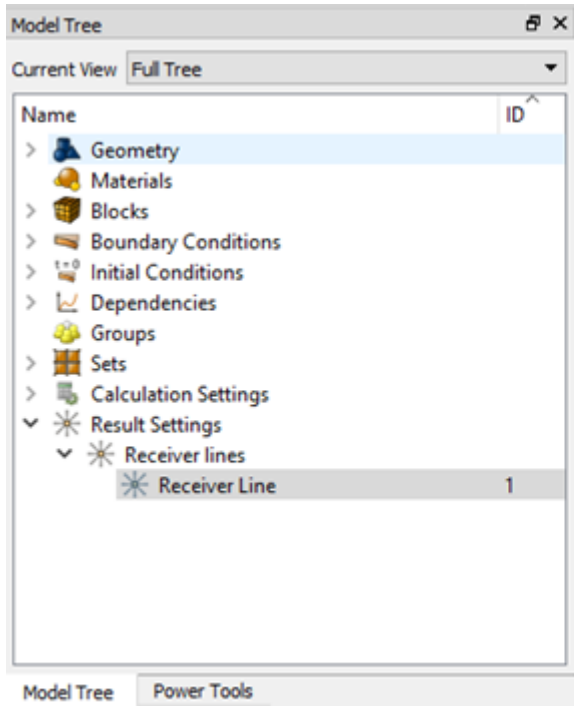 Model Tree
Current View Full Tree
Name ID
Geometry
Materials
Blocks
Boundary Conditions
t=0 Initial Conditions
Dependencies
Groups
Sets
Calculation Settings
Result Settings
Receiver lines
Receiver Line 1
Model Tree Power Tools